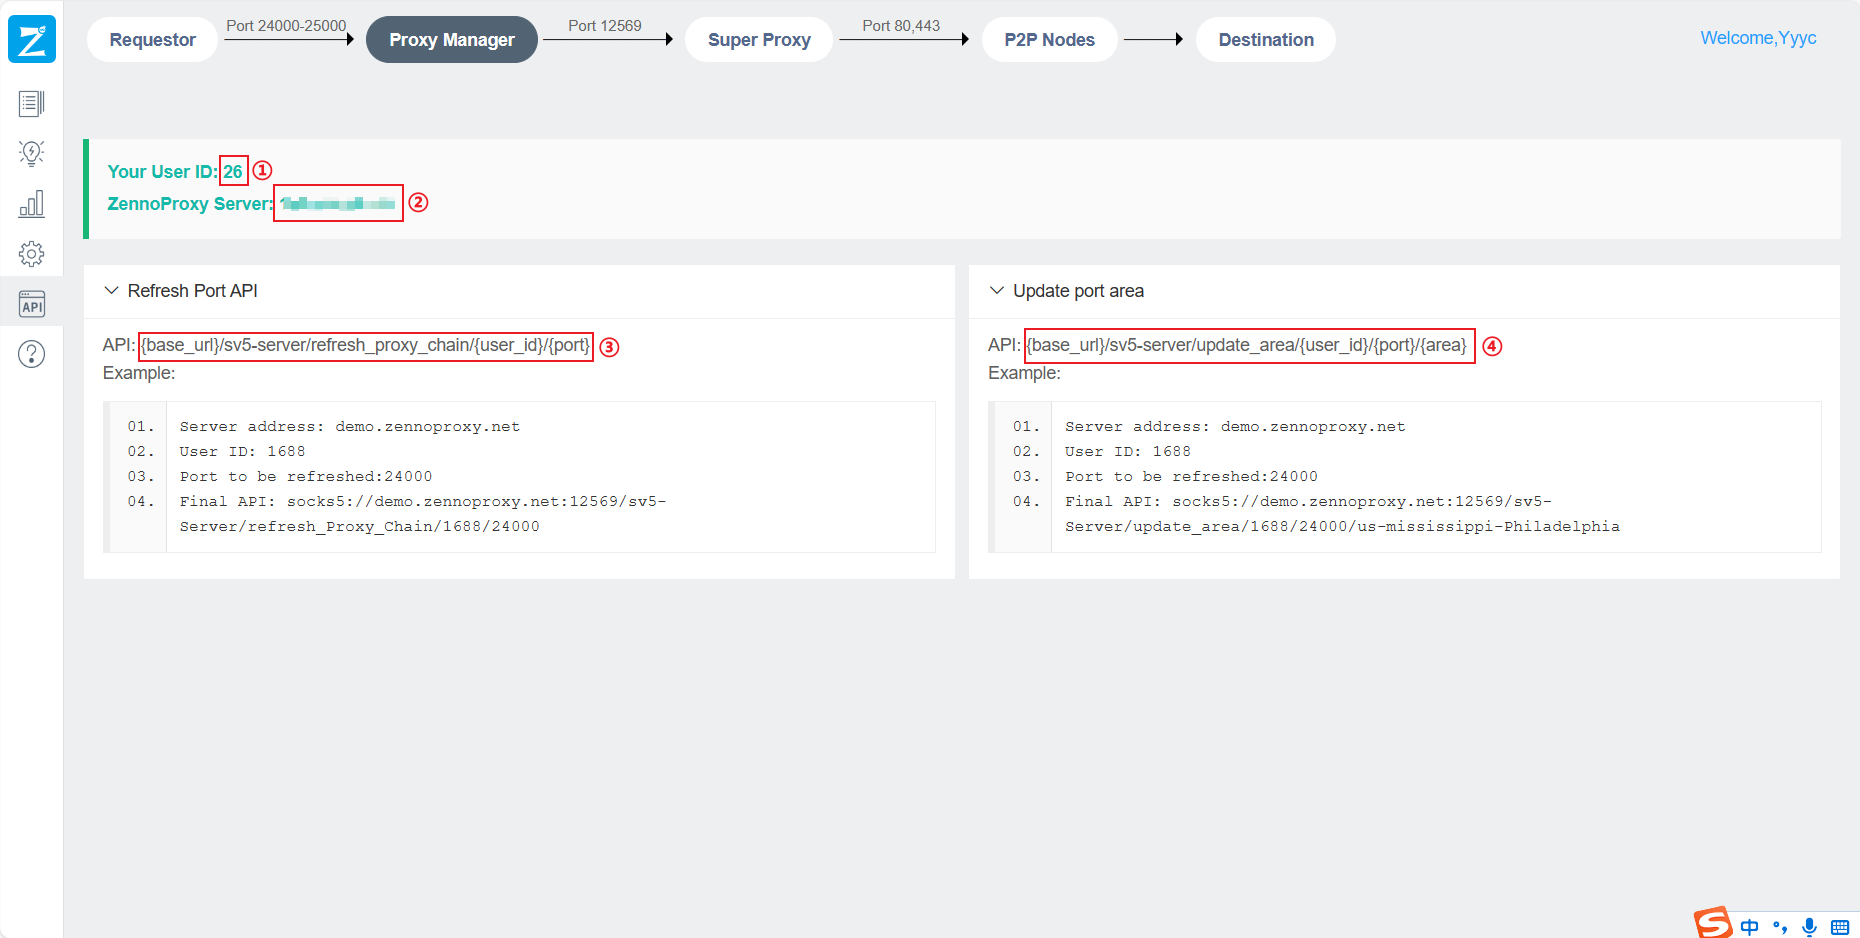 Requestor
Port 24000-25000
Proxy Manager
Port 12569
Super Proxy
Port 80,443
P2P Nodes
Destination
Welcome,Yyyc
Your User ID: 26 ①
ZennoProxy Server: ②
API
Refresh Port API
API: {base_url}/sv5-server/refresh_proxy_chain/{user_id}/{port} ③
Example:
01. Server address: demo.zennoproxy.net
02. User ID: 1688
03. Port to be refreshed:24000
04. Final API: socks5://demo.zennoproxy.net:12569/sv5-
Server/refresh_Proxy_Chain/1688/24000
Update port area
API: {base_url}/sv5-server/update_area/{user_id}/{port}/{area} ④
Example:
01. Server address: demo.zennoproxy.net
02. User ID: 1688
03. Port to be refreshed:24000
04. Final API: socks5://demo.zennoproxy.net:12569/sv5-
Server/update_area/1688/24000/us-mississippi-Philadelphia
中